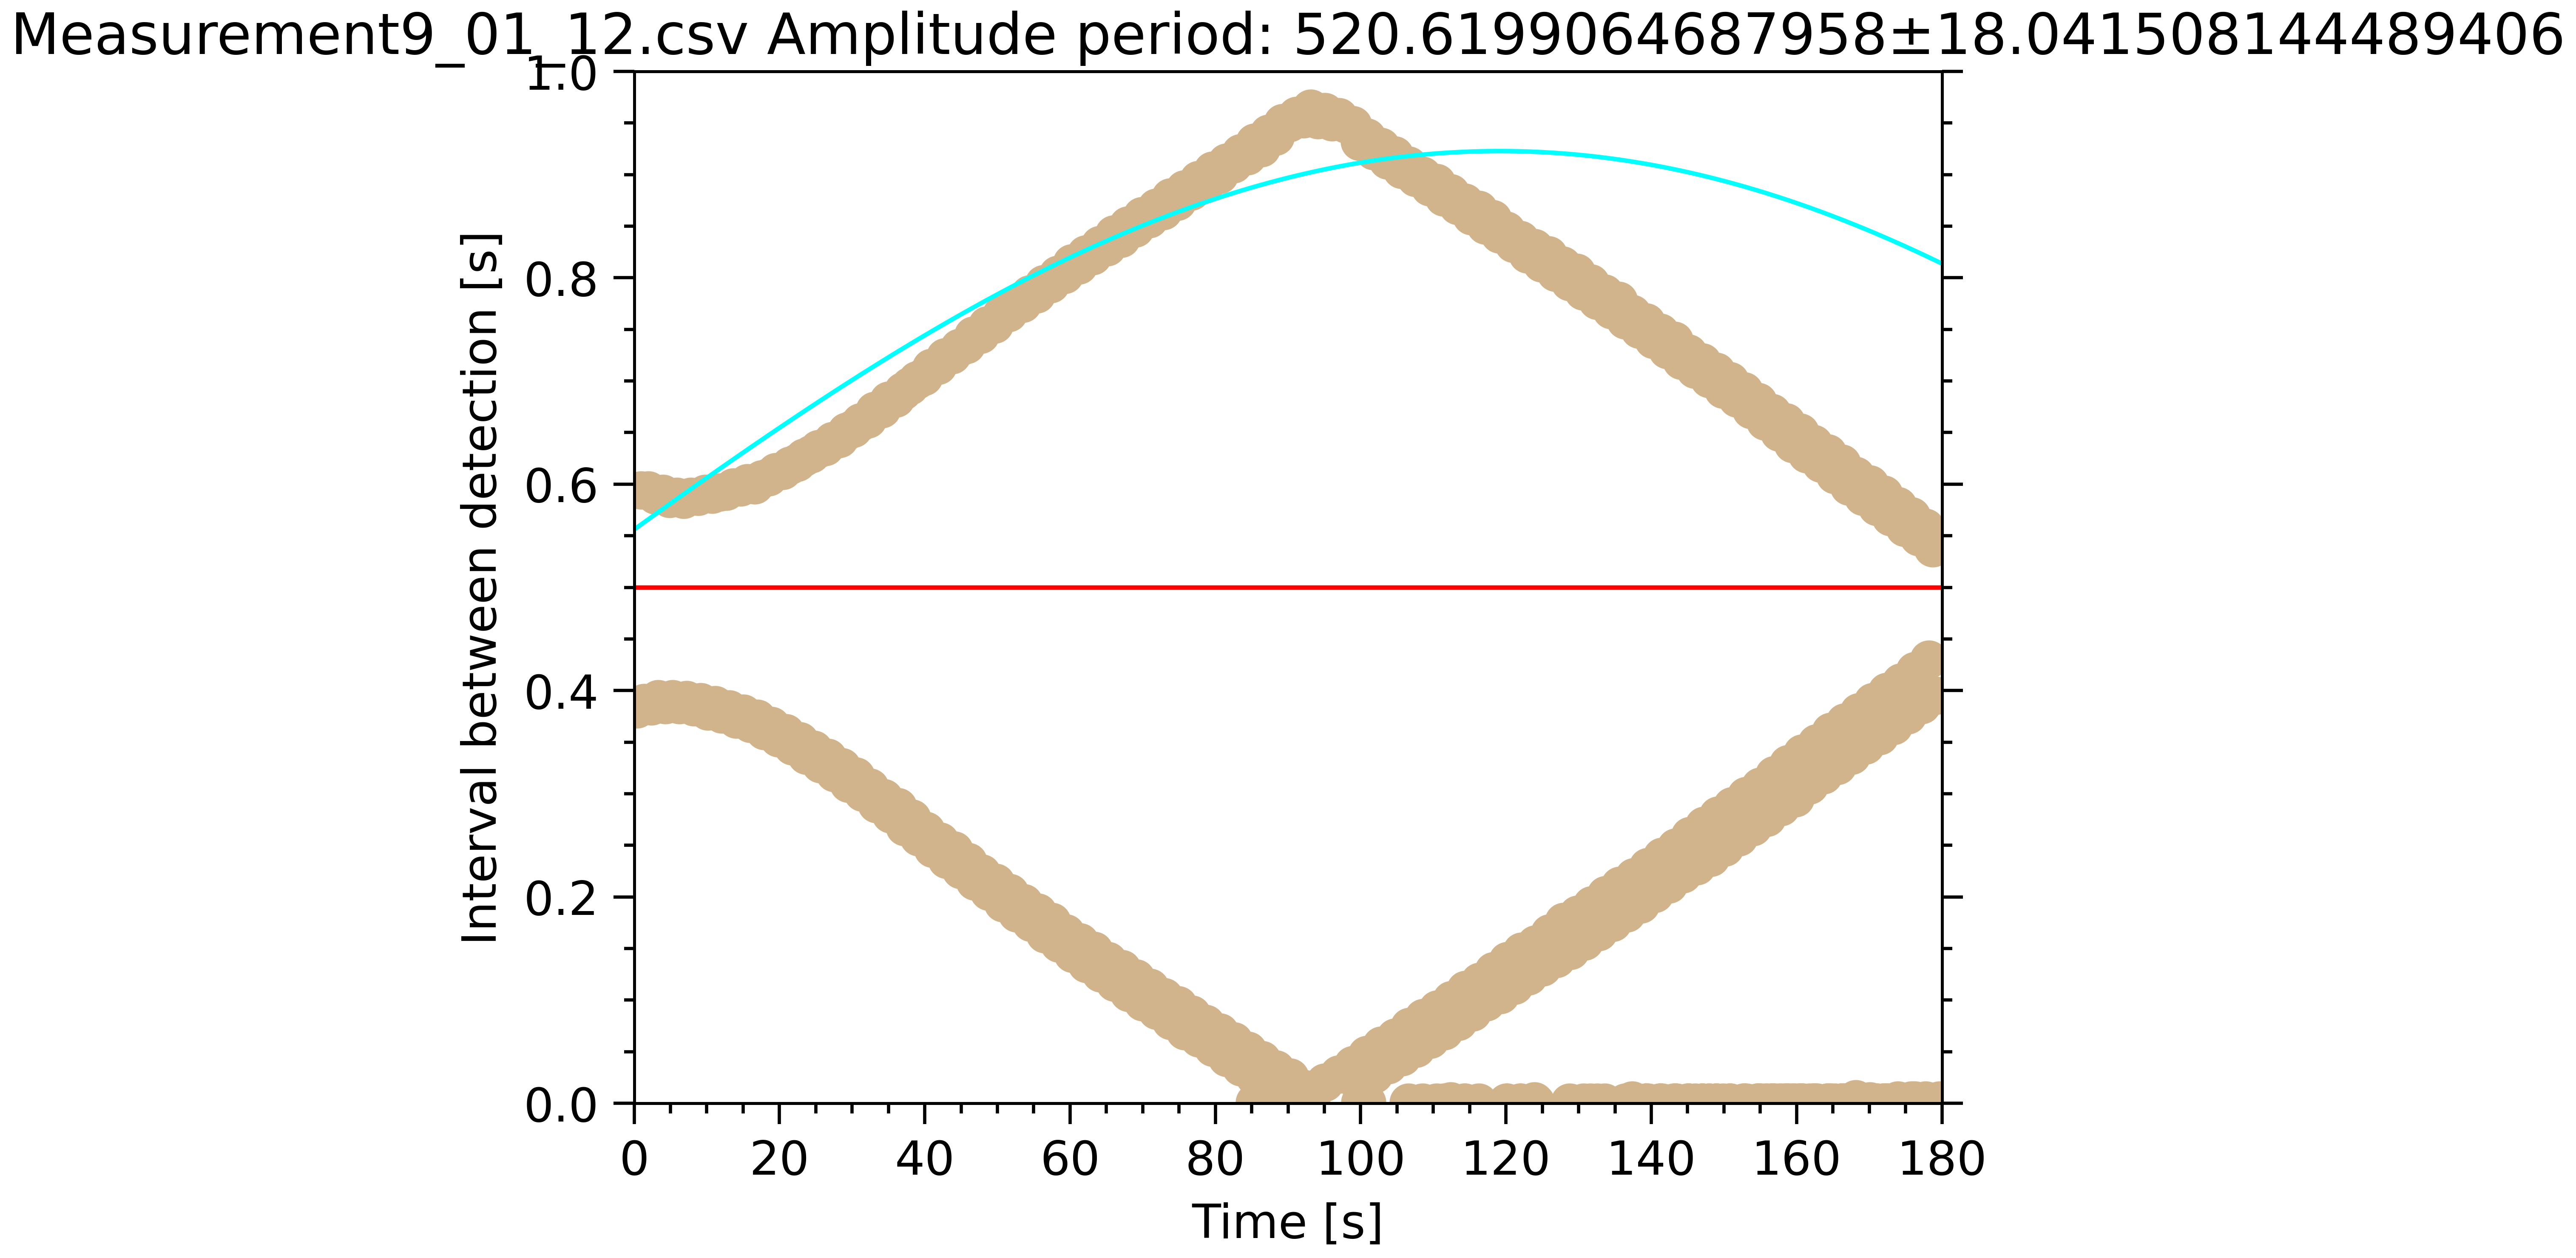 Measurement9_01_12.csv Amplitude period: 520.6199064687958±18.041508144489406
Interval between detection [s]
1.0
0.8
0.6
0.4
0.2
0.0
0 20 40 60 80 100 120 140 160 180
Time [s]